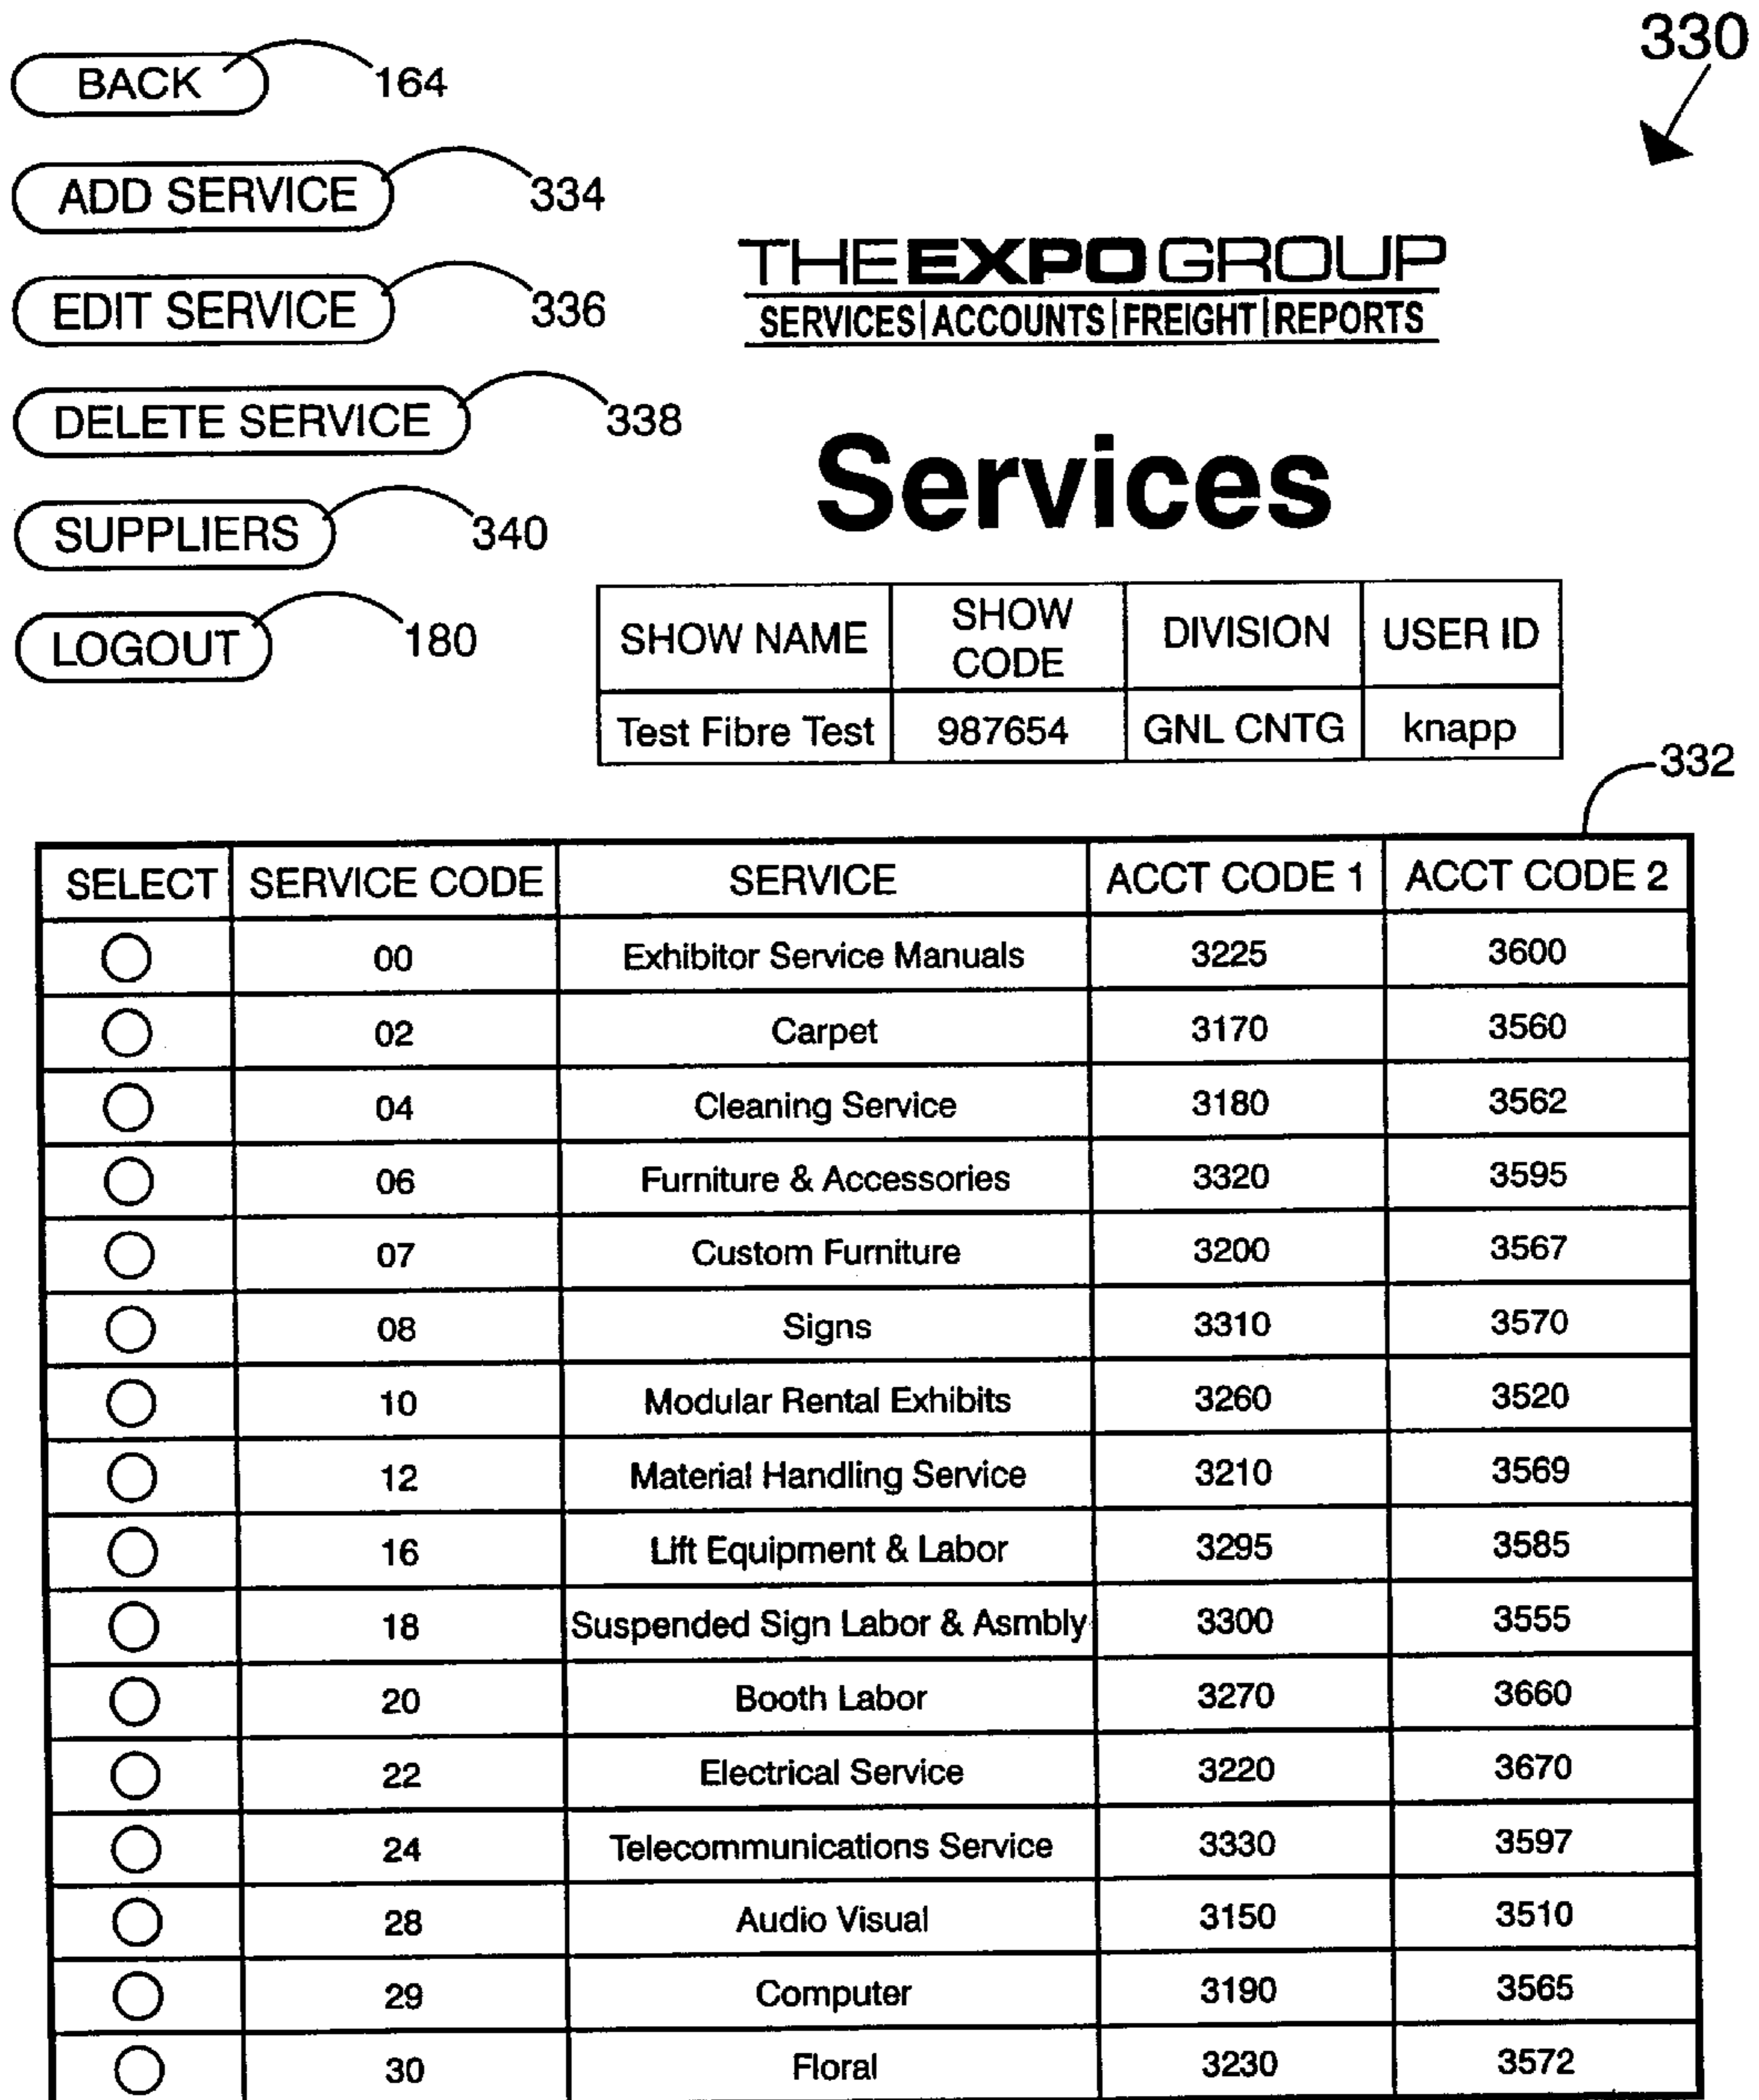 330
BACK 164
ADD SERVICE 334
EDIT SERVICE 336
DELETE SERVICE 338
SUPPLIERS 340
LOGOUT 180
THE EXPO GROUP
SERVICES | ACCOUNTS | FREIGHT | REPORTS
Services
SHOW NAME SHOW CODE DIVISION USER ID
Test Fibre Test 987654 GNL CNTG knapp
332
SELECT SERVICE CODE SERVICE ACCT CODE 1 ACCT CODE 2
00 Exhibitor Service Manuals 3225 3600
02 Carpet 3170 3560
04 Cleaning Service 3180 3562
06 Furniture & Accessories 3320 3595
07 Custom Furniture 3200 3567
08 Signs 3310 3570
10 Modular Rental Exhibits 3260 3520
12 Material Handling Service 3210 3569
16 Lift Equipment & Labor 3295 3585
18 Suspended Sign Labor & Asmbly 3300 3555
20 Booth Labor 3270 3660
22 Electrical Service 3220 3670
24 Telecommunications Service 3330 3597
28 Audio Visual 3150 3510
29 Computer 3190 3565
30 Floral 3230 3572